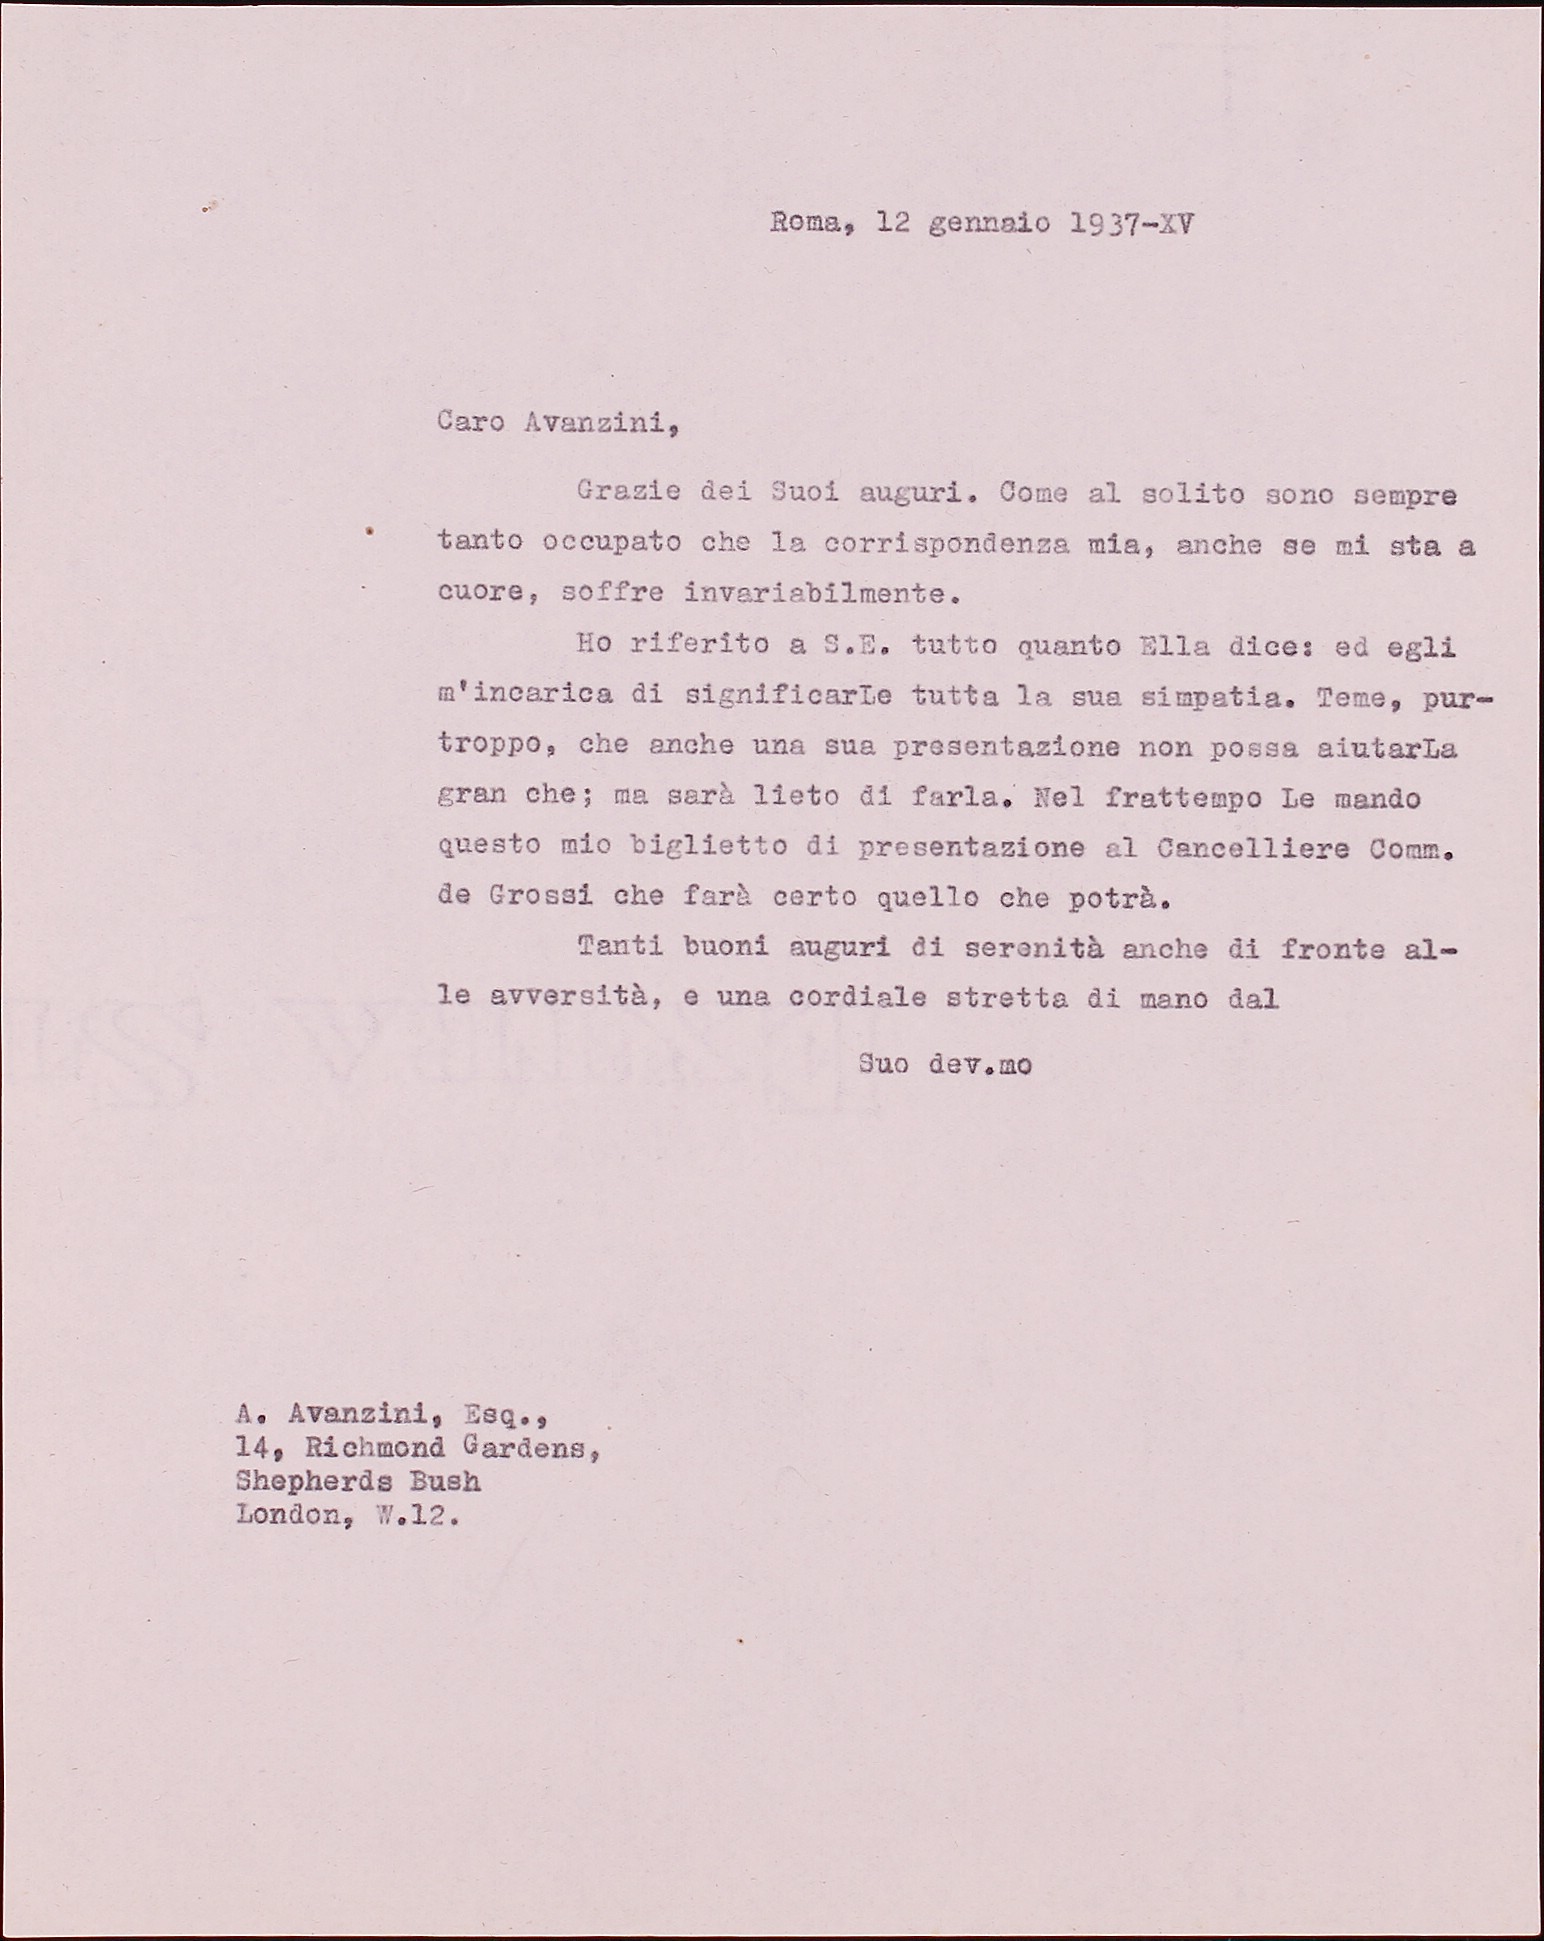 Roma, 12 gennaio 1937-XV
Caro Avanzini,
Grazie dei Suoi auguri. Come al solito sono sempre
tanto occupato che la corrispondenza mia, anche se mi sta a
cuore, soffre invariabilmente.
Ho riferito a S.E. tutto quanto Ella dice: ed egli
m'incarica di significarLe tutta la sua simpatia. Teme, pur-
troppo, che anche una sua presentazione non possa aiutarLa
gran che; ma sarà lieto di farla. Nel frattempo Le mando
questo mio biglietto di presentazione al Cancelliere Comm.
de Grossi che farà certo quello che potrà.
Tanti buoni auguri di serenità anche di fronte al-
le avversità, e una cordiale stretta di mano dal
Suo dev.mo
A. Avanzini, Esq.,
14, Richmond Gardens,
Shepherds Bush
London, W.12.